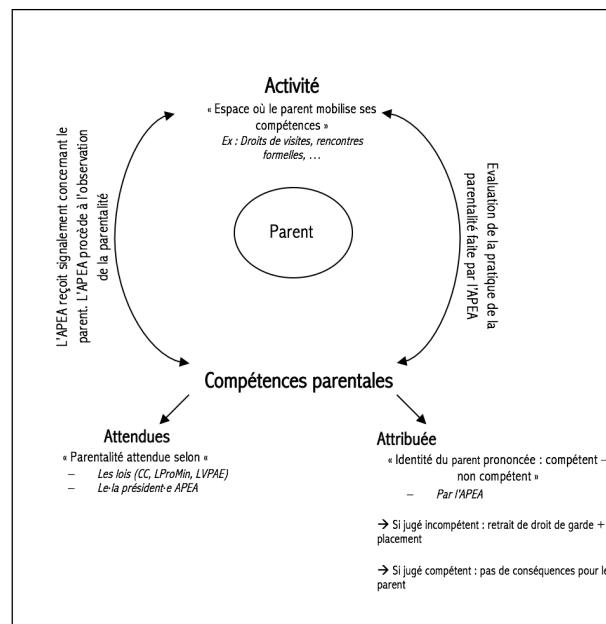 Activité
« Espace où le parent mobilise ses
compétences »
Ex : Droits de visites, rencontres
formelles, …
L'APEA reçoit signalement concernant le
parent. L'APEA procède à l'observation
de la parentalité
Parent
Evaluation de la pratique de la
parentalité faite par l'APEA
Compétences parentales
Attendues
« Parentalité attendue selon «
– Les lois (CC, LProMin, LVPAE)
– Le·la président·e APEA
Attribuée
« Identité du parent prononcée : compétent –
non compétent »
– Par l'APEA
→ Si jugé incompétent : retrait de droit de garde +
placement
→ Si jugé compétent : pas de conséquences pour le
parent